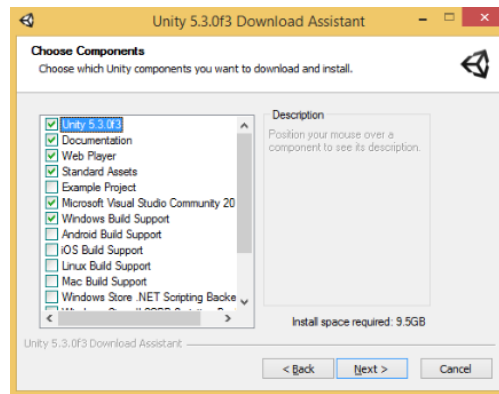 Unity 5.3.0f3 Download Assistant
Choose Components
Choose which Unity components you want to download and install.
Unity 5.3.0f3
Documentation
Web Player
Standard Assets
Example Project
Microsoft Visual Studio Community 20
Windows Build Support
Android Build Support
iOS Build Support
Linux Build Support
Mac Build Support
Windows Store .NET Scripting Backe
Description
Position your mouse over a
component to see its description.
Install space required: 9.5GB
Unity 5.3.0f3 Download Assistant
< Back
Next >
Cancel